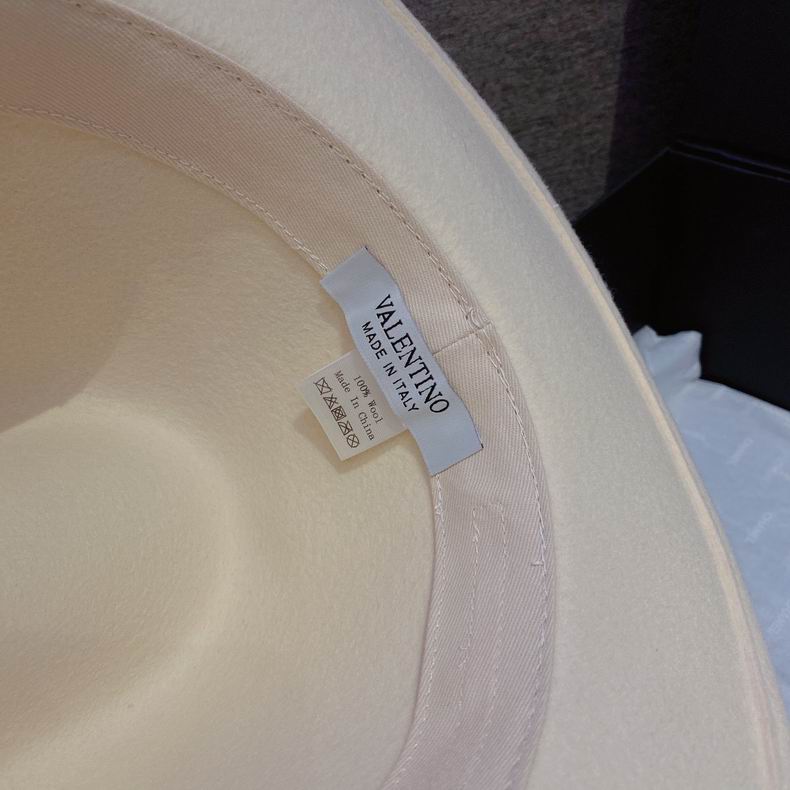 VALENTINO
MADE IN ITALY
100% Wool
Made In China